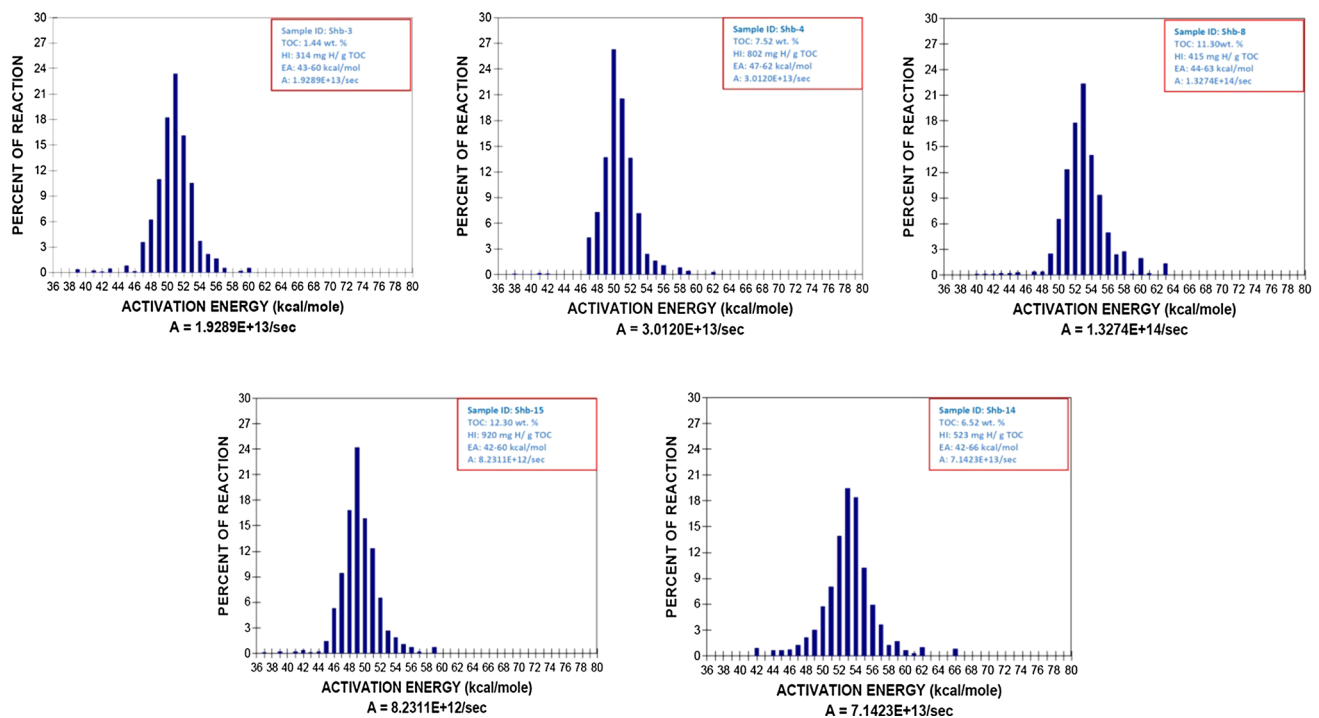 Sample ID: Shb-3
TOC: 1.44 wt. %
HI: 314 mg H/ g TOC
EA: 43-60 kcal/mol
A: 1.9289E+13/sec
PERCENT OF REACTION
30
27
24
21
18
15
12
9
6
3
0
36 38 40 42 44 46 48 50 52 54 56 58 60 62 64 66 68 70 72 74 76 78 80
ACTIVATION ENERGY (kcal/mole)
A = 1.9289E+13/sec
Sample ID: Shb-4
TOC: 7.52 wt. %
HI: 802 mg H/ g TOC
EA: 47-62 kcal/mol
A: 3.0120E+13/sec
PERCENT OF REACTION
30
27
24
21
18
15
12
9
6
3
0
36 38 40 42 44 46 48 50 52 54 56 58 60 62 64 66 68 70 72 74 76 78 80
ACTIVATION ENERGY (kcal/mole)
A = 3.0120E+13/sec
Sample ID: Shb-8
TOC: 11.30wt. %
HI: 415 mg H/ g TOC
EA: 44-63 kcal/mol
A: 1.3274E+14/sec
PERCENT OF REACTION
30
27
24
21
18
15
12
9
6
3
0
36 38 40 42 44 46 48 50 52 54 56 58 60 62 64 66 68 70 72 74 76 78 80
ACTIVATION ENERGY (kcal/mole)
A = 1.3274E+14/sec
Sample ID: Shb-15
TOC: 12.30 wt. %
HI: 920 mg H/ g TOC
EA: 42-60 kcal/mol
A: 8.2311E+12/sec
PERCENT OF REACTION
30
27
24
21
18
15
12
9
6
3
0
36 38 40 42 44 46 48 50 52 54 56 58 60 62 64 66 68 70 72 74 76 78 80
ACTIVATION ENERGY (kcal/mole)
A = 8.2311E+12/sec
Sample ID: Shb-14
TOC: 6.52 wt. %
HI: 523 mg H/ g TOC
EA: 42-66 kcal/mol
A: 7.1423E+13/sec
PERCENT OF REACTION
30
27
24
21
18
15
12
9
6
3
0
36 38 40 42 44 46 48 50 52 54 56 58 60 62 64 66 68 70 72 74 76 78 80
ACTIVATION ENERGY (kcal/mole)
A = 7.1423E+13/sec